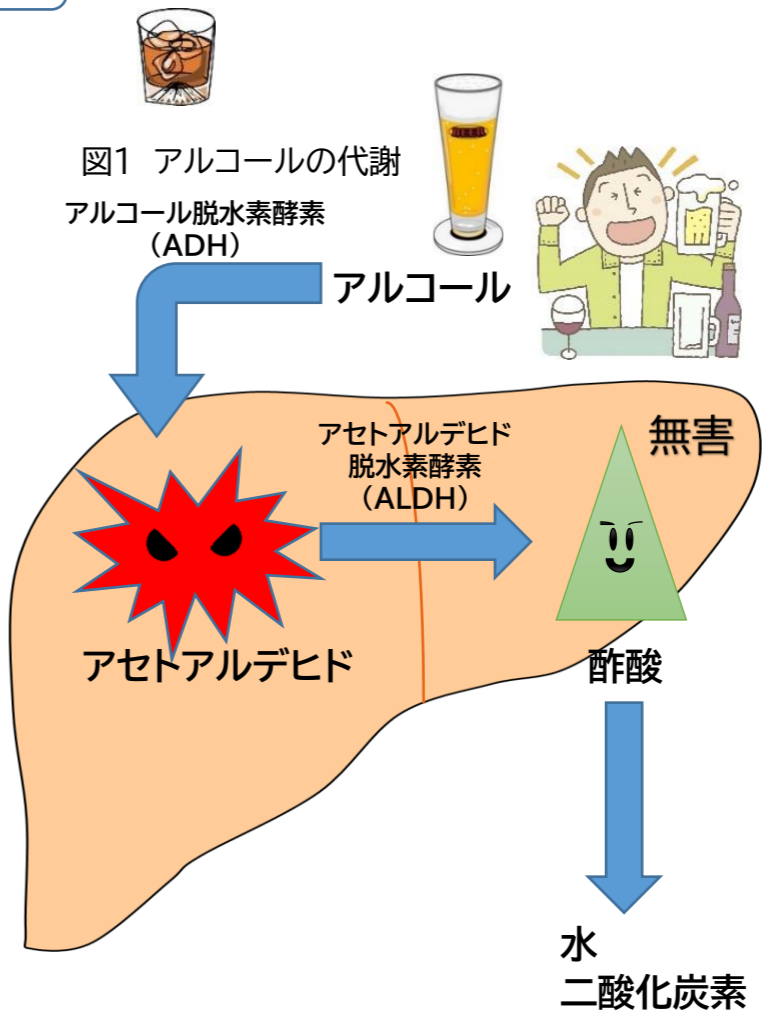 図1 アルコールの代謝
アルコール脱水素酵素
(ADH)
アルコール
アセトアルデヒド
脱水素酵素
(ALDH)
無害
アセトアルデヒド
酢酸
水
二酸化炭素